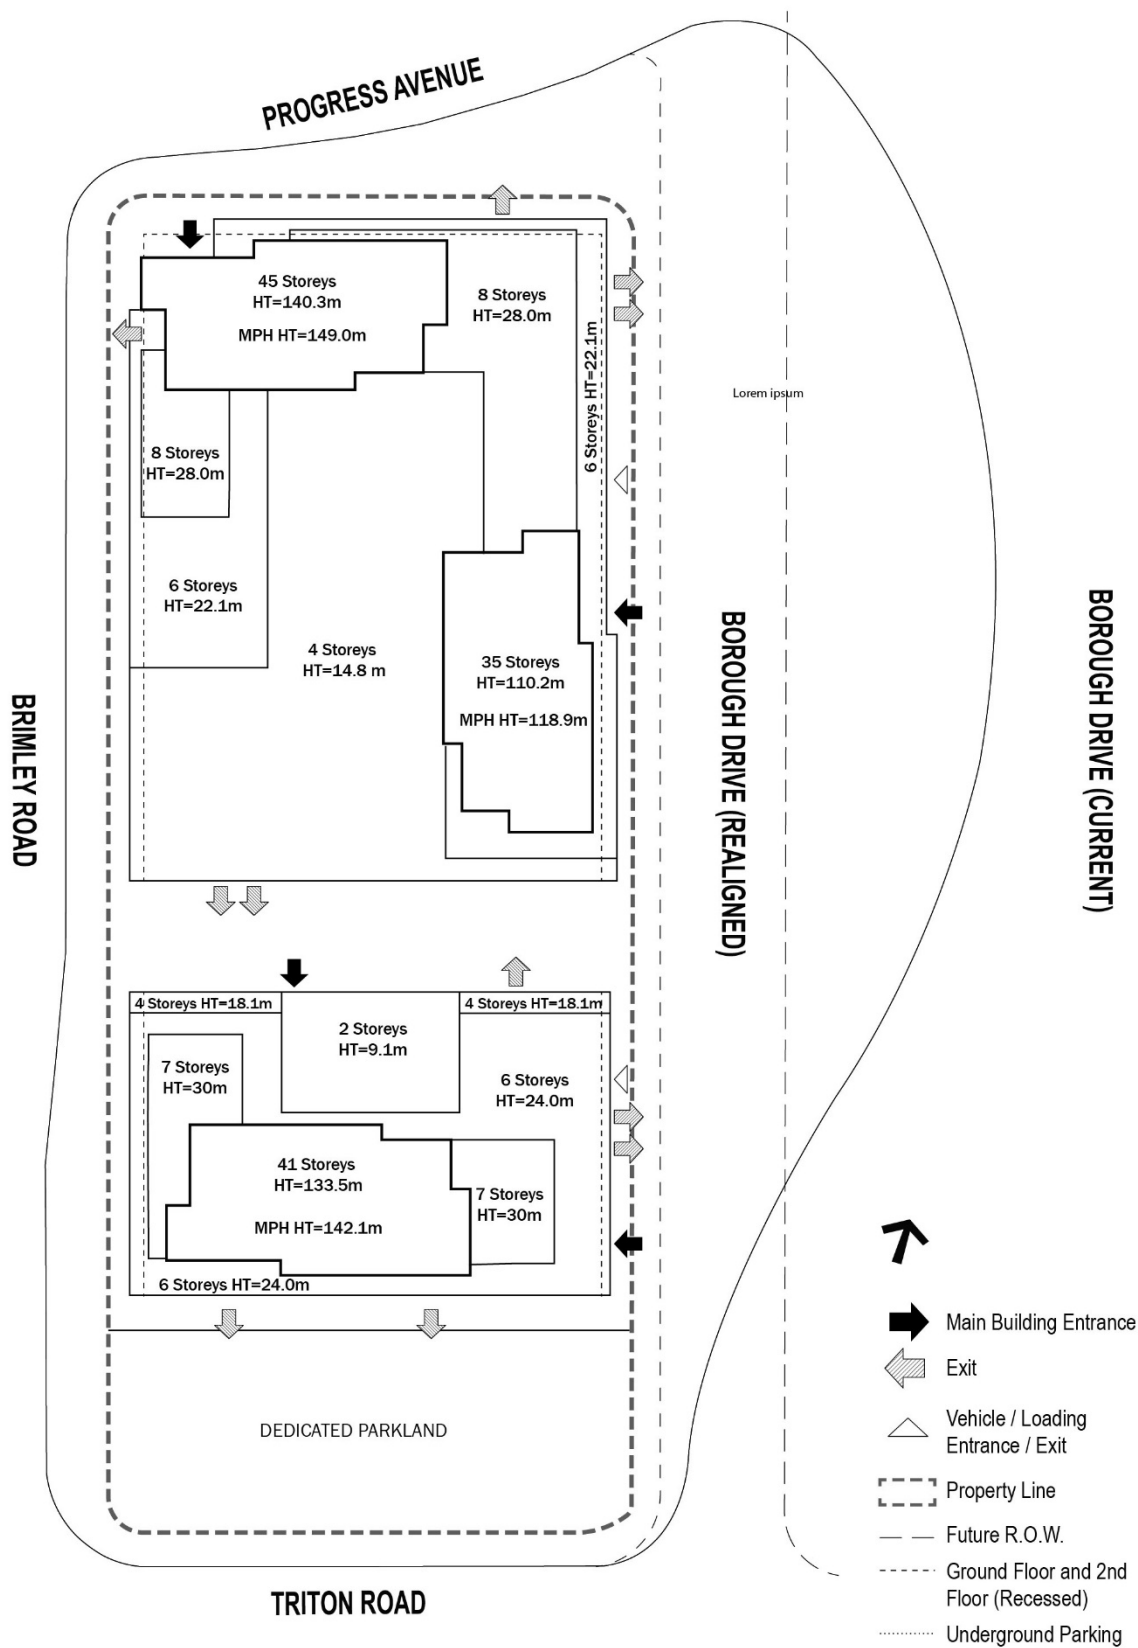 PROGRESS AVENUE
45 Storeys
HT=140.3m
MPH HT=149.0m
8 Storeys
HT=28.0m
6 Storeys HT=22.1m
Lorem ipsum
8 Storeys
HT=28.0m
6 Storeys
HT=22.1m
4 Storeys
HT=14.8 m
35 Storeys
HT=110.2m
MPH HT=118.9m
BRIMLEY ROAD
BOROUGH DRIVE (REALIGNED)
BOROUGH DRIVE (CURRENT)
4 Storeys HT=18.1m
4 Storeys HT=18.1m
2 Storeys
HT=9.1m
7 Storeys
HT=30m
6 Storeys
HT=24.0m
41 Storeys
HT=133.5m
MPH HT=142.1m
7 Storeys
HT=30m
6 Storeys HT=24.0m
DEDICATED PARKLAND
TRITON ROAD
Main Building Entrance
Exit
Vehicle / Loading
Entrance / Exit
Property Line
Future R.O.W.
Ground Floor and 2nd
Floor (Recessed)
Underground Parking